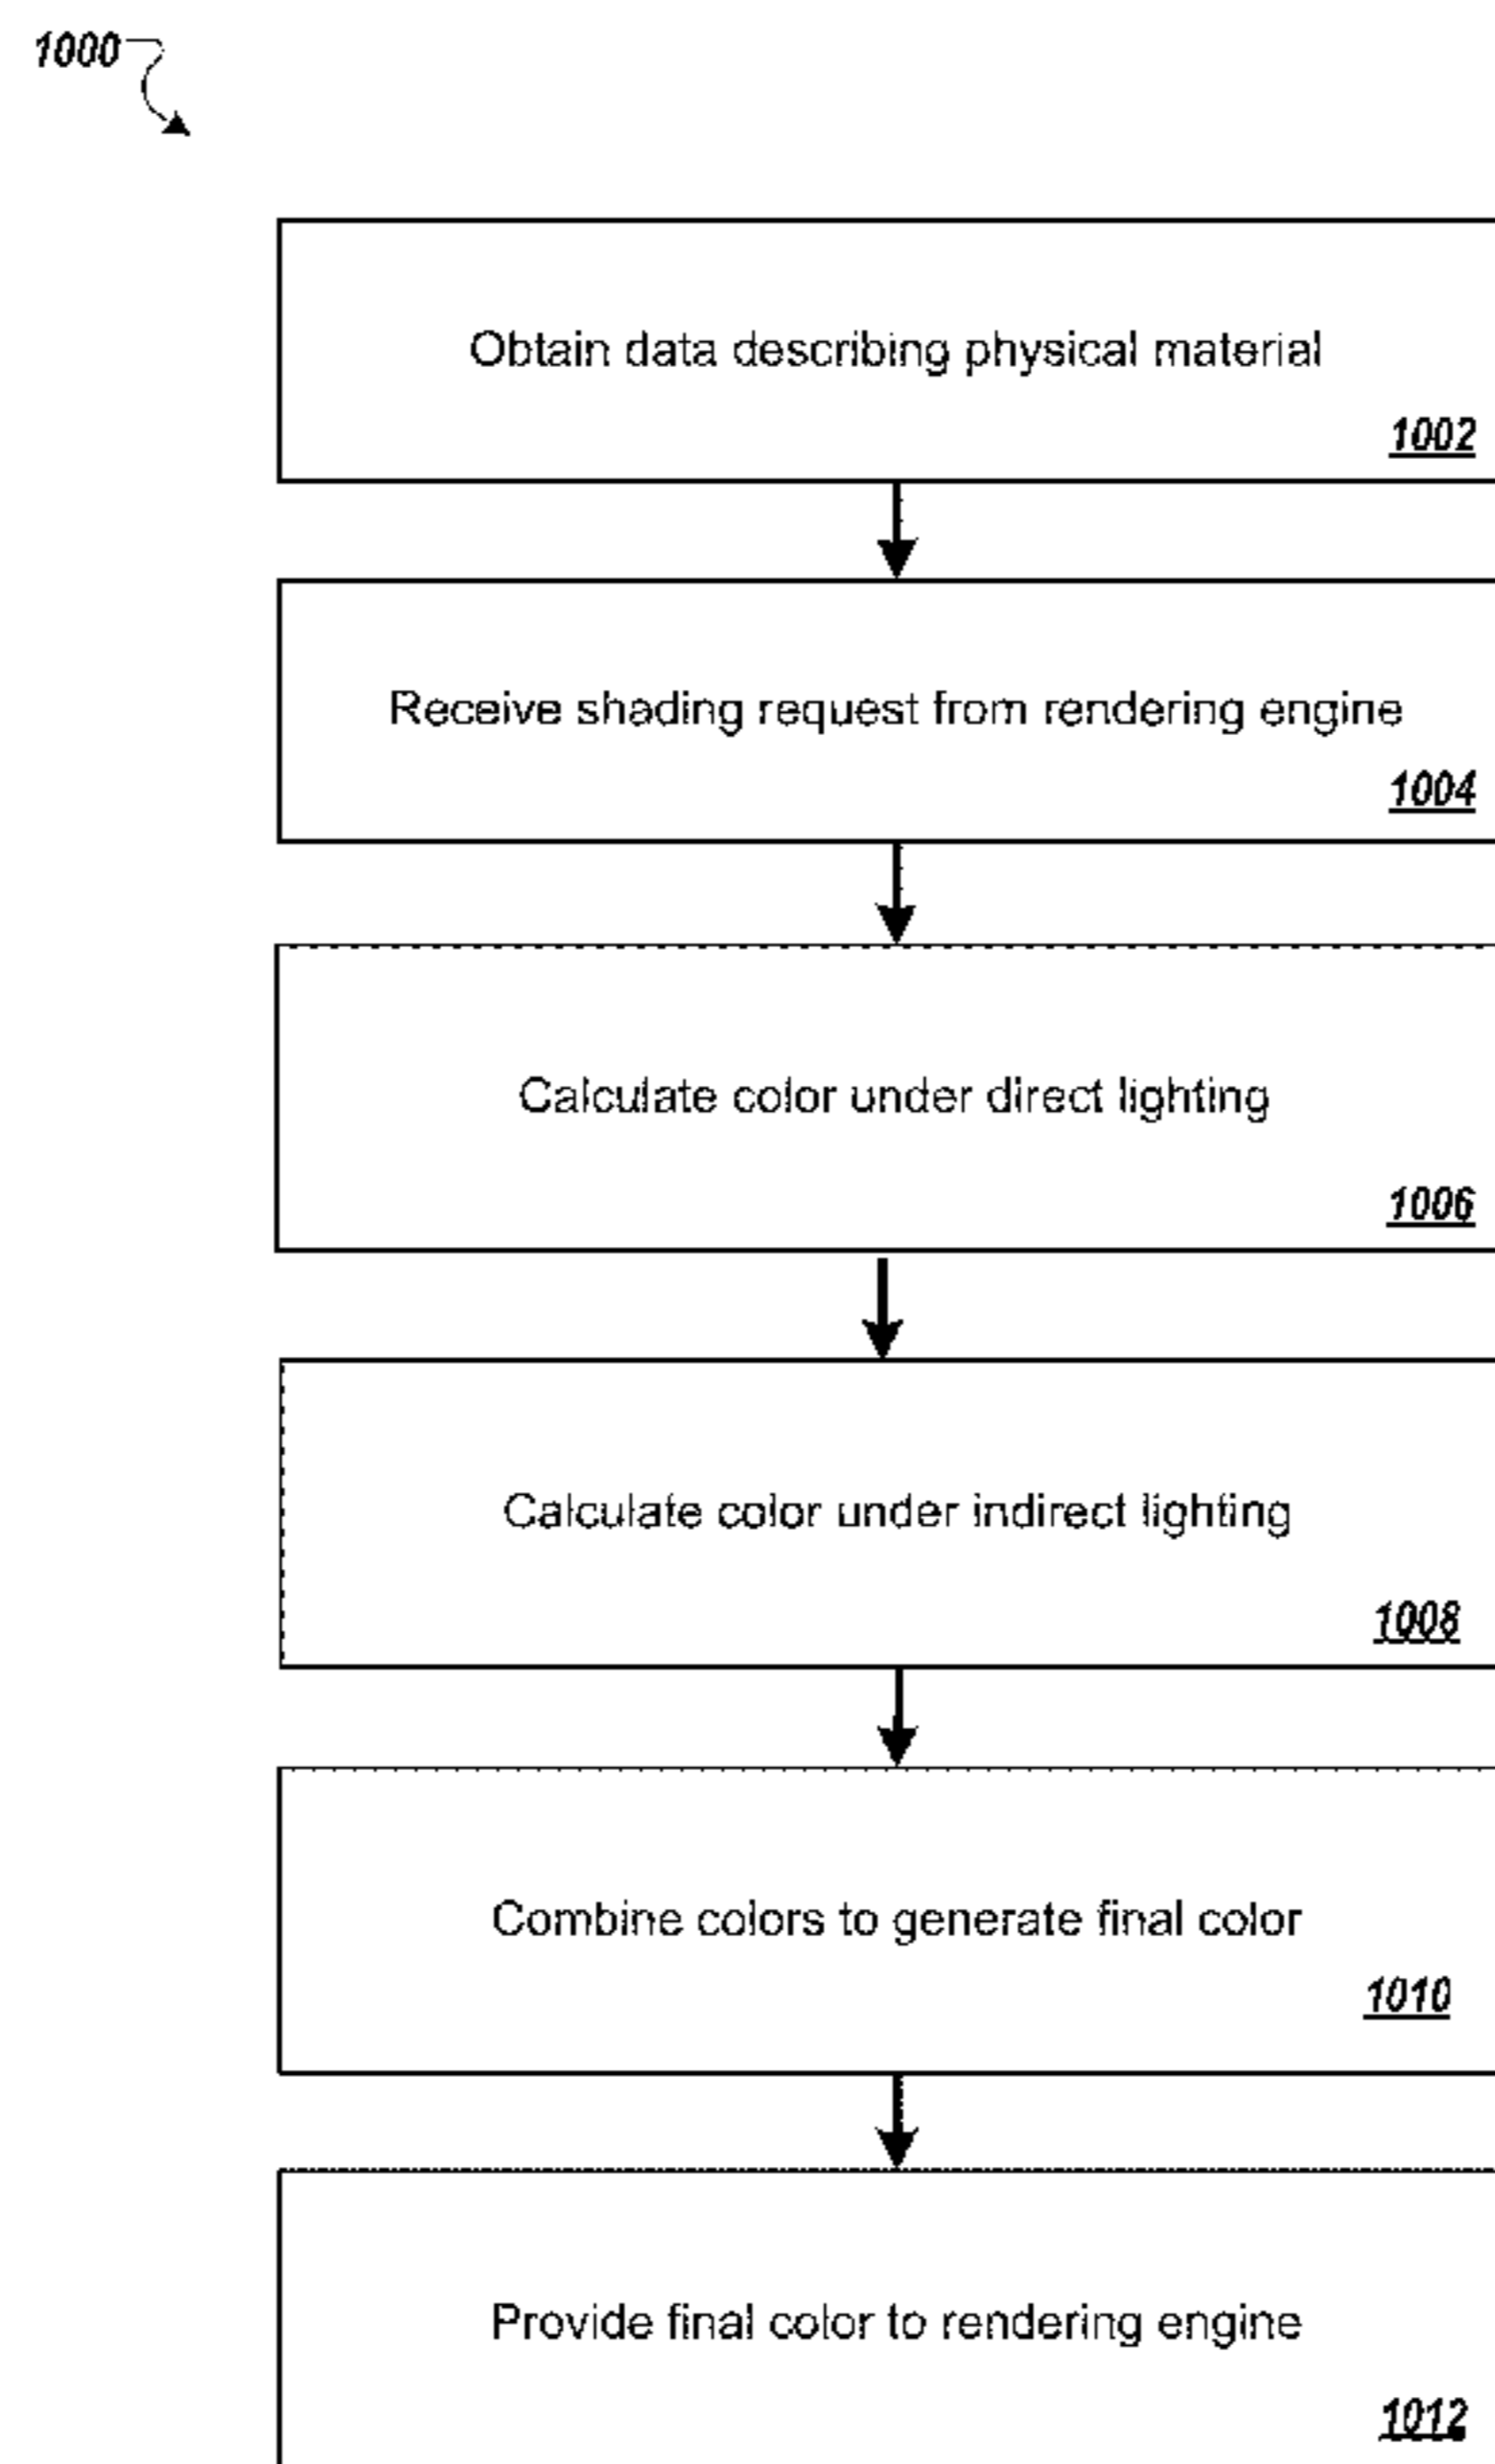 1000
Obtain data describing physical material
1002
Receive shading request from rendering engine
1004
Calculate color under direct lighting
1006
Calculate color under indirect lighting
1008
Combine colors to generate final color
1010
Provide final color to rendering engine
1012